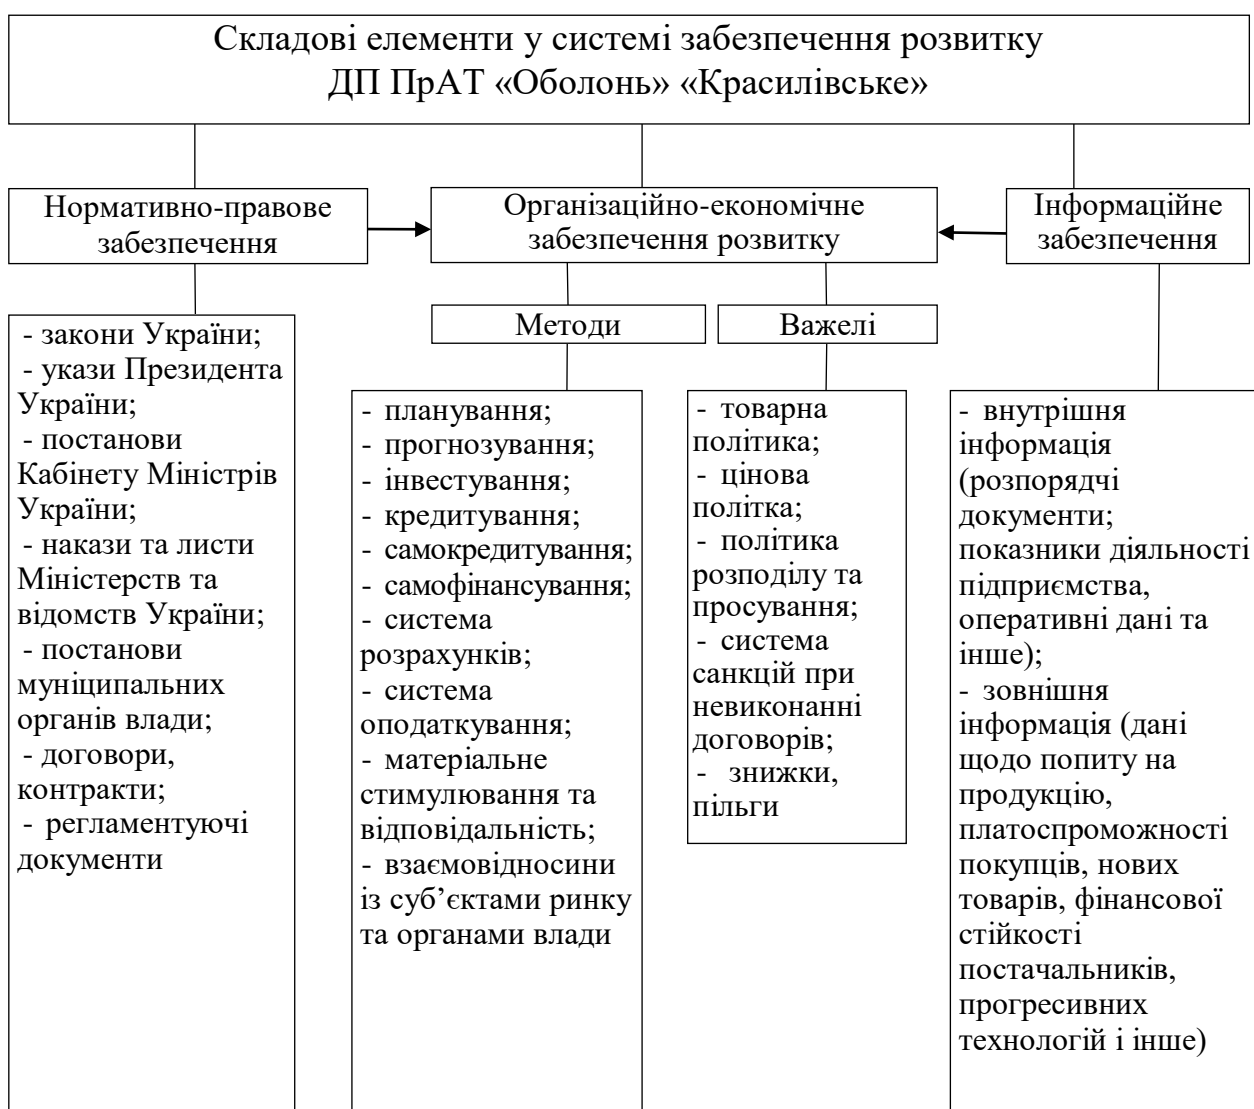 Складові елементи у системі забезпечення розвитку
ДП ПрАТ «Оболонь» «Красилівське»
Нормативно-правове
забезпечення
Організаційно-економічне
забезпечення розвитку
Інформаційне
забезпечення
Методи
Важелі
- закони України;
- укази Президента
України;
- постанови
Кабінету Міністрів
України;
- накази та листи
Міністерств та
відомств України;
- постанови
муніципальних
органів влади;
- договори,
контракти;
- регламентуючі
документи
- планування;
- прогнозування;
- інвестування;
- кредитування;
- самокредитування;
- самофінансування;
- система
розрахунків;
- система
оподаткування;
- матеріальне
стимулювання та
відповідальність;
- взаємовідносини
із суб’єктами ринку
та органами влади
- товарна
політика;
- цінова
політка;
- політика
розподілу та
просування;
- система
санкцій при
невиконанні
договорів;
- знижки,
пільги
- внутрішня
інформація
(розпорядчі
документи;
показники діяльності
підприємства,
оперативні дані та
інше);
- зовнішня
інформація (дані
щодо попиту на
продукцію,
платоспроможності
покупців, нових
товарів, фінансової
стійкості
постачальників,
прогресивних
технологій і інше)